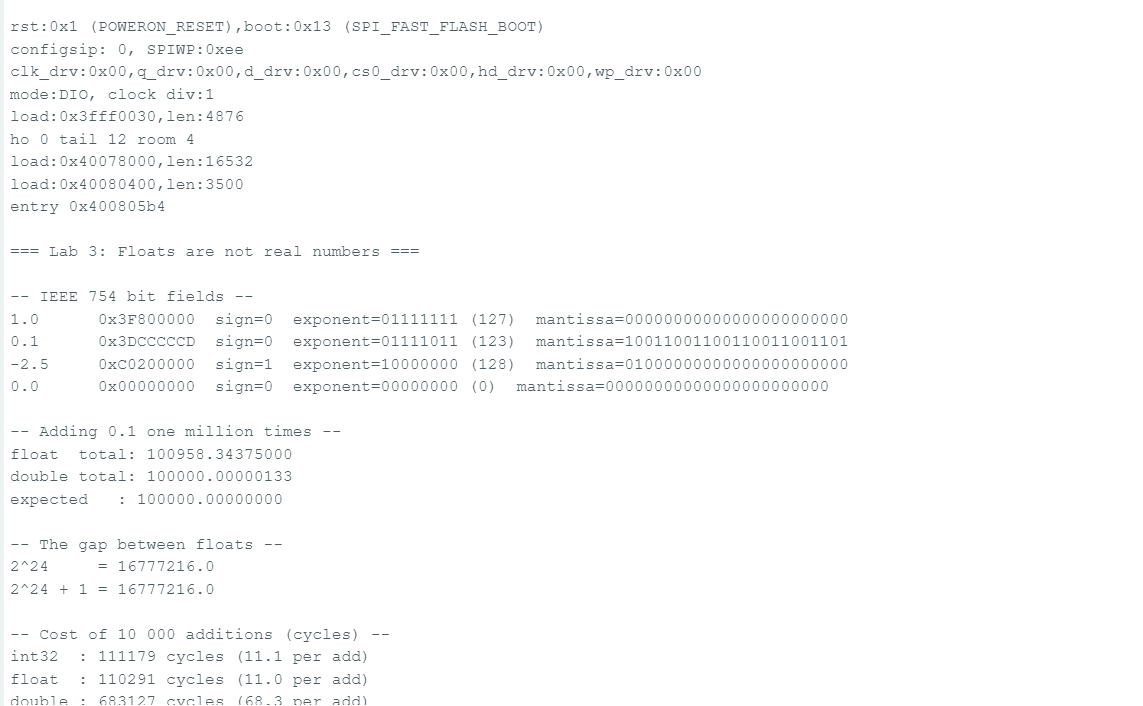 rst:0x1 (POWERON_RESET),boot:0x13 (SPI_FAST_FLASH_BOOT)
configsip: 0, SPIWP:0xee
clk_drv:0x00,q_drv:0x00,d_drv:0x00,cs0_drv:0x00,hd_drv:0x00,wp_drv:0x00
mode:DIO, clock div:1
load:0x3fff0030,len:4876
ho 0 tail 12 room 4
load:0x40078000,len:16532
load:0x40080400,len:3500
entry 0x400805b4
=== Lab 3: Floats are not real numbers ===
-- IEEE 754 bit fields --
1.0      0x3F800000  sign=0  exponent=01111111 (127)  mantissa=00000000000000000000000
0.1      0x3DCCCCCD  sign=0  exponent=01111011 (123)  mantissa=10011001100110011001101
-2.5     0xC0200000  sign=1  exponent=10000000 (128)  mantissa=01000000000000000000000
0.0      0x00000000  sign=0  exponent=00000000 (0)  mantissa=00000000000000000000000
-- Adding 0.1 one million times --
float  total: 100958.34375000
double total: 100000.00000133
expected   : 100000.00000000
-- The gap between floats --
2^24     = 16777216.0
2^24 + 1 = 16777216.0
-- Cost of 10 000 additions (cycles) --
int32  : 111179 cycles (11.1 per add)
float  : 110291 cycles (11.0 per add)
double : 683127 cycles (68.3 per add)